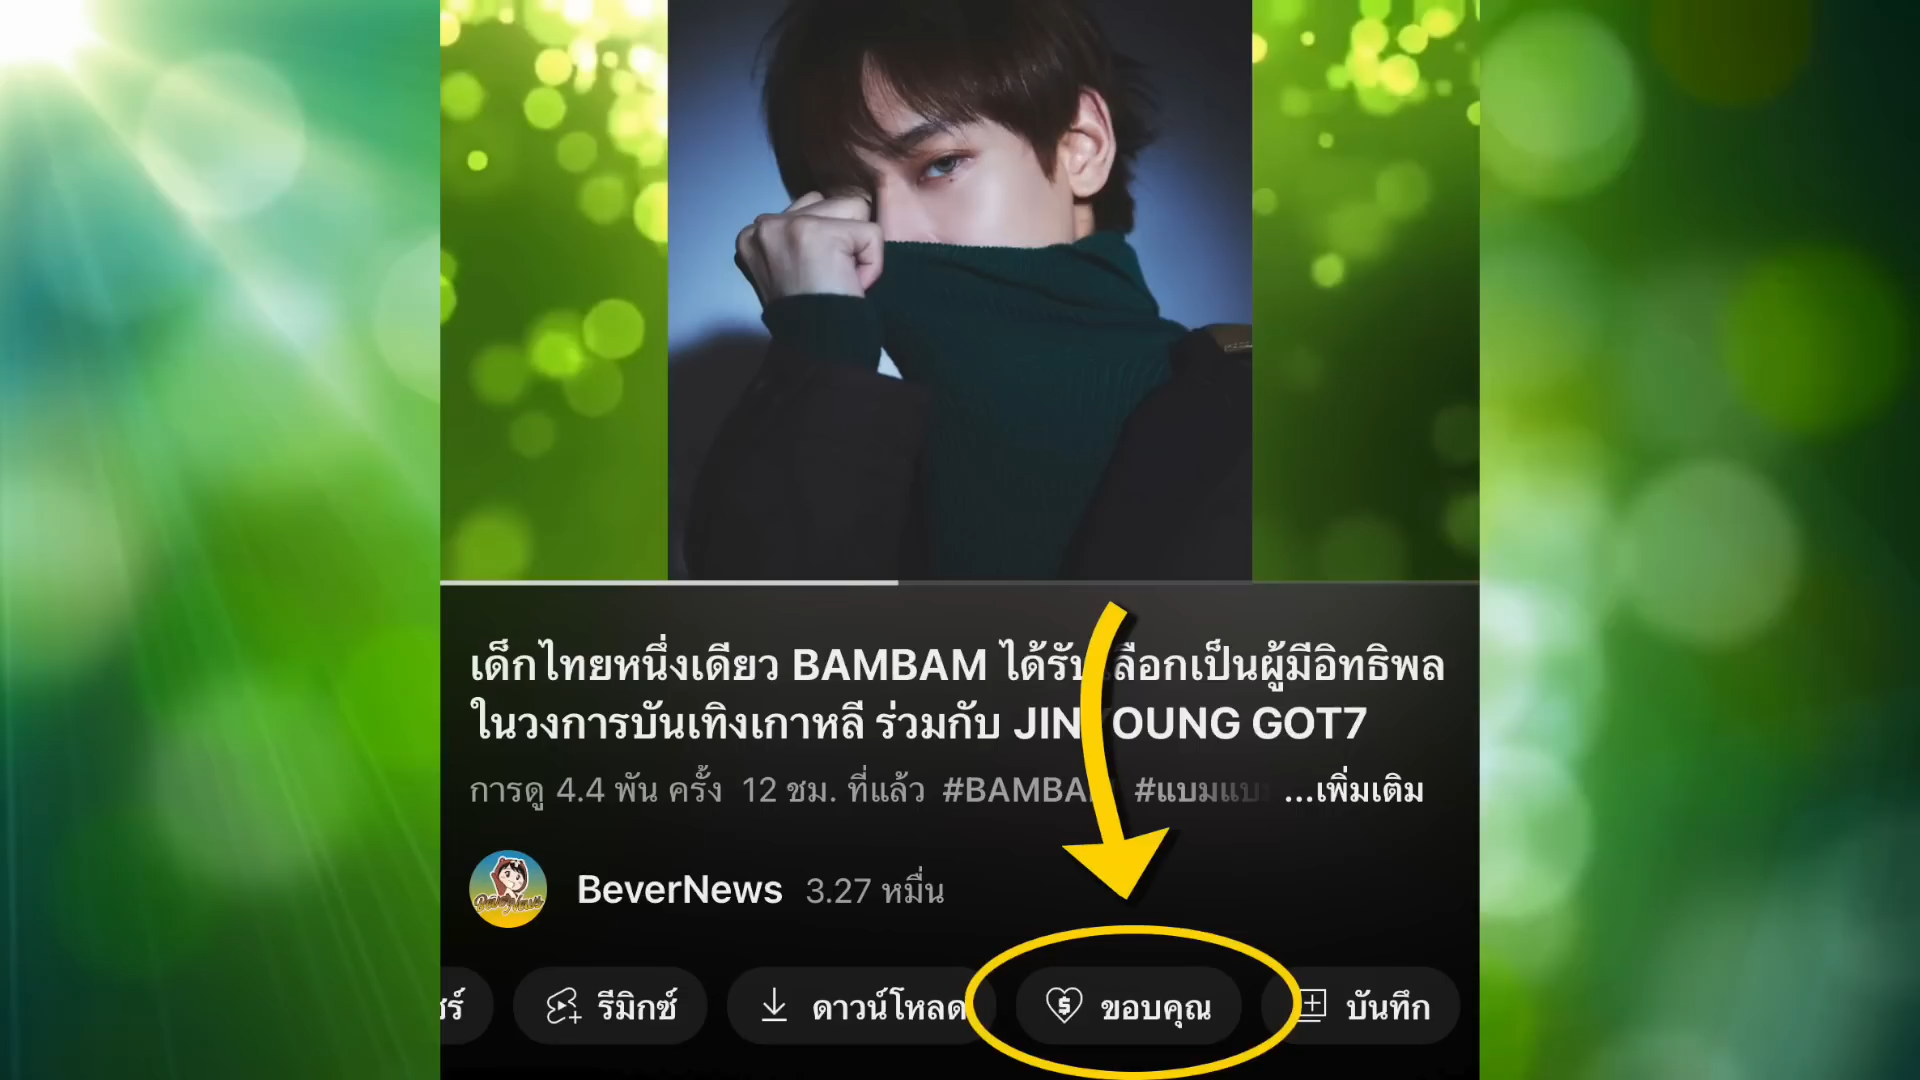 เด็กไทยหนึ่งเดียว BAMBAM ได้รับเลือกเป็นผู้มีอิทธิพล
ในวงการบันเทิงเกาหลี ร่วมกับ JINYOUNG GOT7
การดู 4.4 พัน ครั้ง 12 ชม. ที่แล้ว #BAMBAM #แบมแบม ...เพิ่มเติม
BeverNews 3.27 หมื่น
ร์ รีมิกซ์ ดาวน์โหลด ขอบคุณ บันทึก